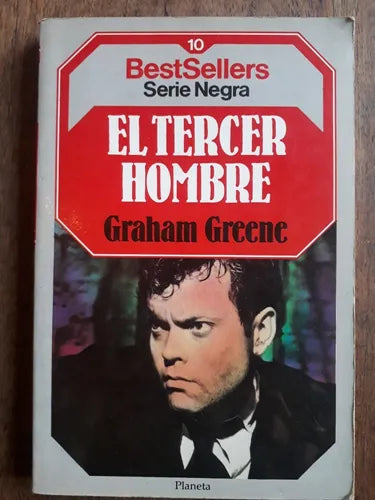 10
BestSellers
Serie Negra
EL TERCER
HOMBRE
Graham Greene
Planeta